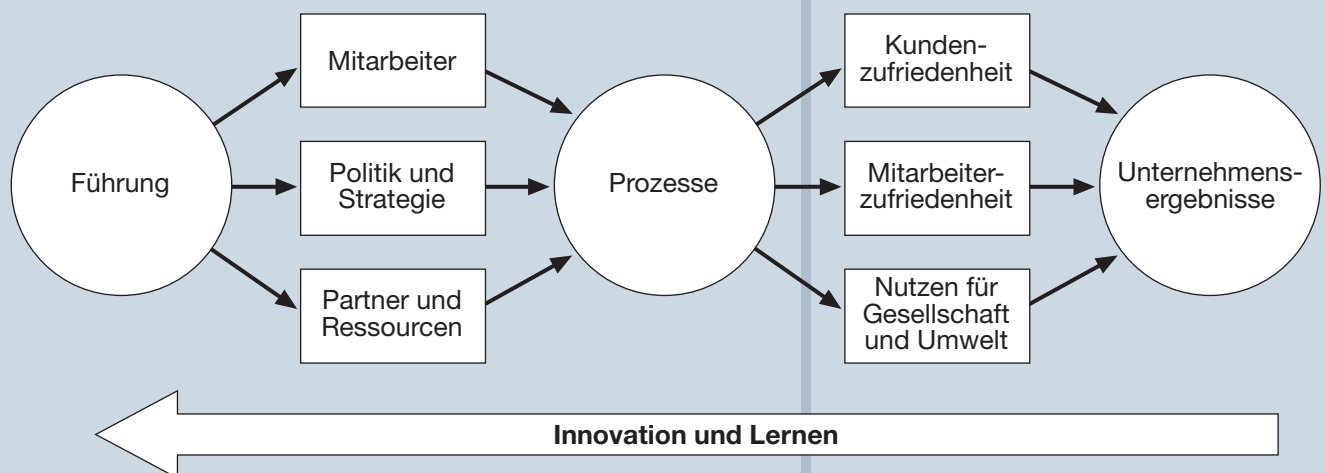 Führung
Mitarbeiter
Politik und
Strategie
Partner und
Ressourcen
Prozesse
Kunden-
zufriedenheit
Mitarbeiter-
zufriedenheit
Nutzen für
Gesellschaft
und Umwelt
Unternehmens-
ergebnisse
Innovation und Lernen